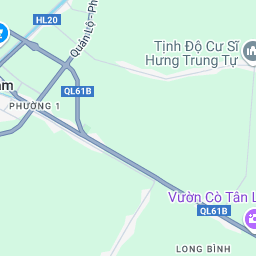 HL20
Quản Lộ - Ph
Tịnh Độ Cư Sĩ
Hưng Trung Tự
QL61B
PHƯỜNG 1
Vườn Cò Tân L
QL61B
LONG BÌNH